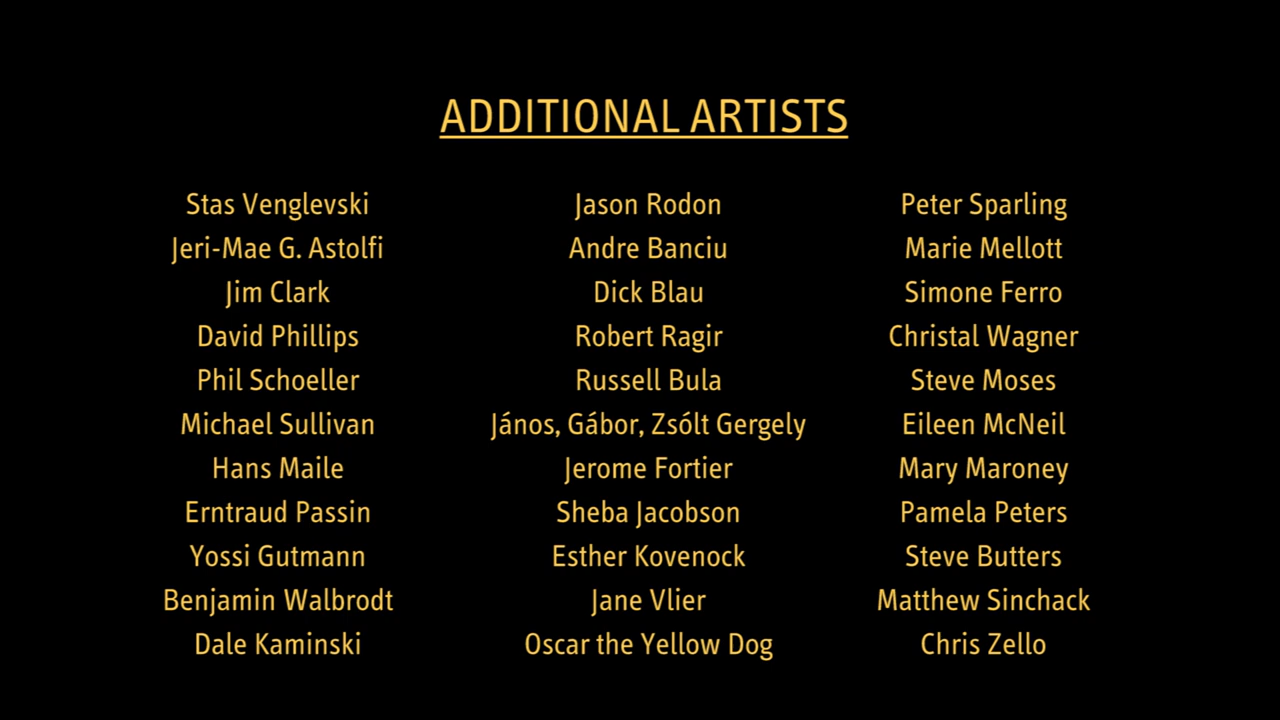 ADDITIONAL ARTISTS
Stas Venglevski
Jeri-Mae G. Astolfi
Jim Clark
David Phillips
Phil Schoeller
Michael Sullivan
Hans Maile
Erntraud Passin
Yossi Gutmann
Benjamin Walbrodt
Dale Kaminski
Jason Rodon
Andre Banciu
Dick Blau
Robert Ragir
Russell Bula
János, Gábor, Zsólt Gergely
Jerome Fortier
Sheba Jacobson
Esther Kovenock
Jane Vlier
Oscar the Yellow Dog
Peter Sparling
Marie Mellott
Simone Ferro
Christal Wagner
Steve Moses
Eileen McNeil
Mary Maroney
Pamela Peters
Steve Butters
Matthew Sinchack
Chris Zello